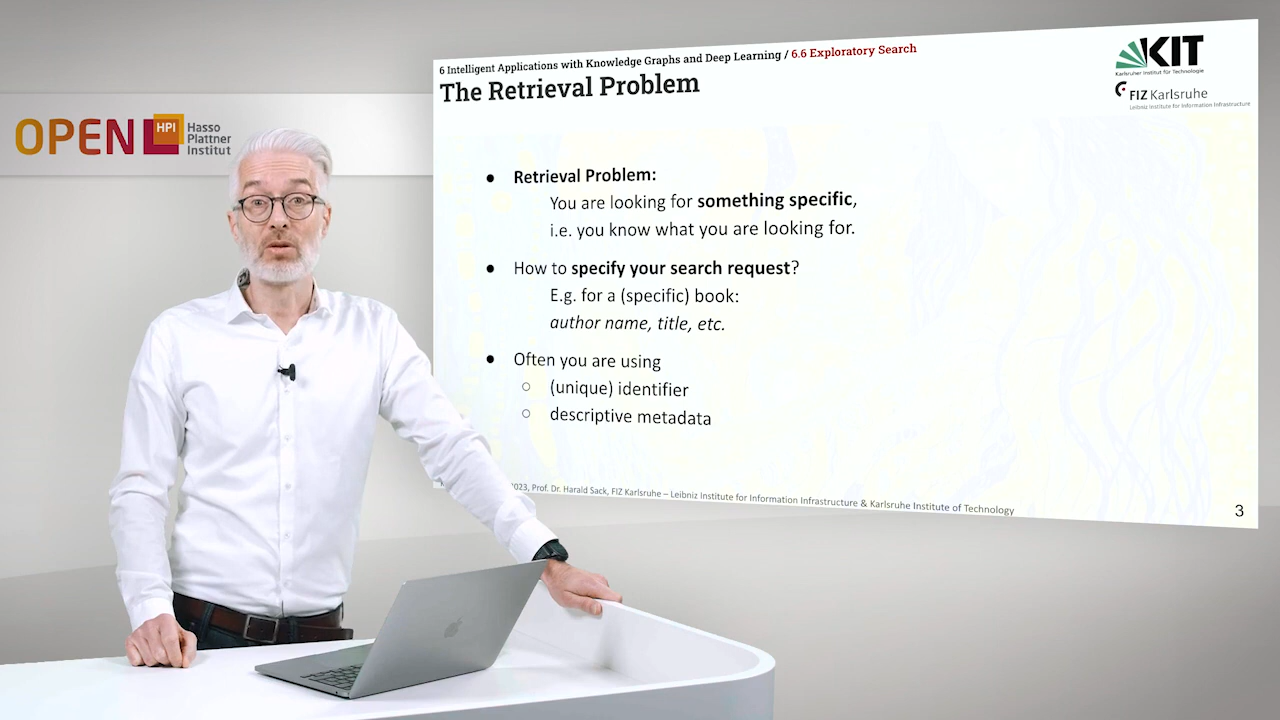 OPEN HPI Hasso
Plattner
Institut
6 Intelligent Applications with Knowledge Graphs and Deep Learning / 6.6 Exploratory Search
The Retrieval Problem
KIT
Karlsruher Institut für Technologie
FIZ Karlsruhe
Leibniz Institute for Information Infrastructure
● Retrieval Problem:
You are looking for something specific,
i.e. you know what you are looking for.
● How to specify your search request?
E.g. for a (specific) book:
author name, title, etc.
● Often you are using
○ (unique) identifier
○ descriptive metadata
2023, Prof. Dr. Harald Sack, FIZ Karlsruhe – Leibniz Institute for Information Infrastructure & Karlsruhe Institute of Technology
3